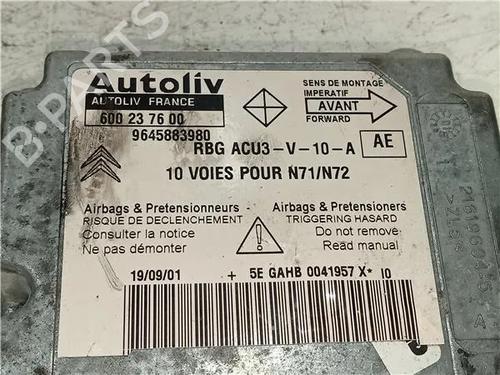 Autoliv
AUTOLIV FRANCE
600 23 76 00
9645883980
SENS DE MONTAGE
IMPERATIF
AVANT
FORWARD
RBG ACU3-V-10-A
AE
10 VOIES POUR N71/N72
Airbags & Pretensionneurs
RISQUE DE DECLENCHEMENT
Consulter la notice
Ne pas démonter
Airbags & Pretensioners
TRIGGERING HASARD
Do not remove
Read manual
19/09/01 + 5E GAHB 0041957 X* IO
B-Parts